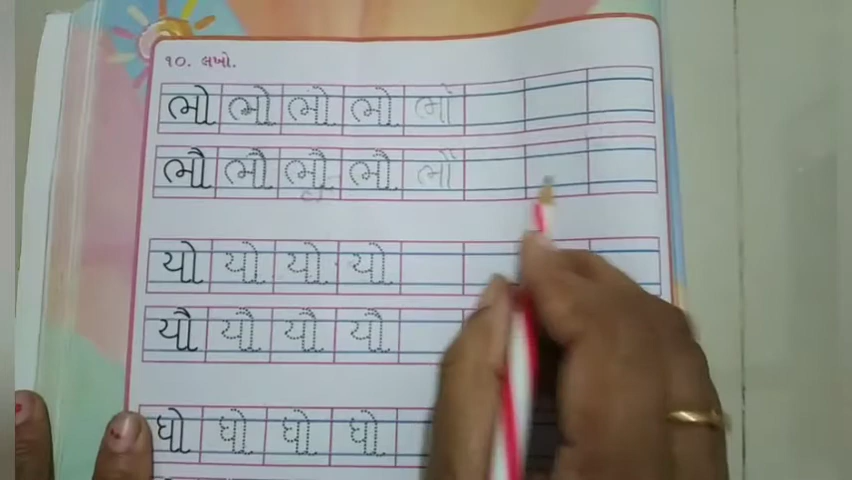 ૧૦. લખો.
ભો ભો ભો ભો ભો
ભૌ ભૌ ભૌ ભૌ ભૌ
યો યો યો યો
યૌ યૌ યૌ યૌ
ઘો ઘો ઘો ઘો